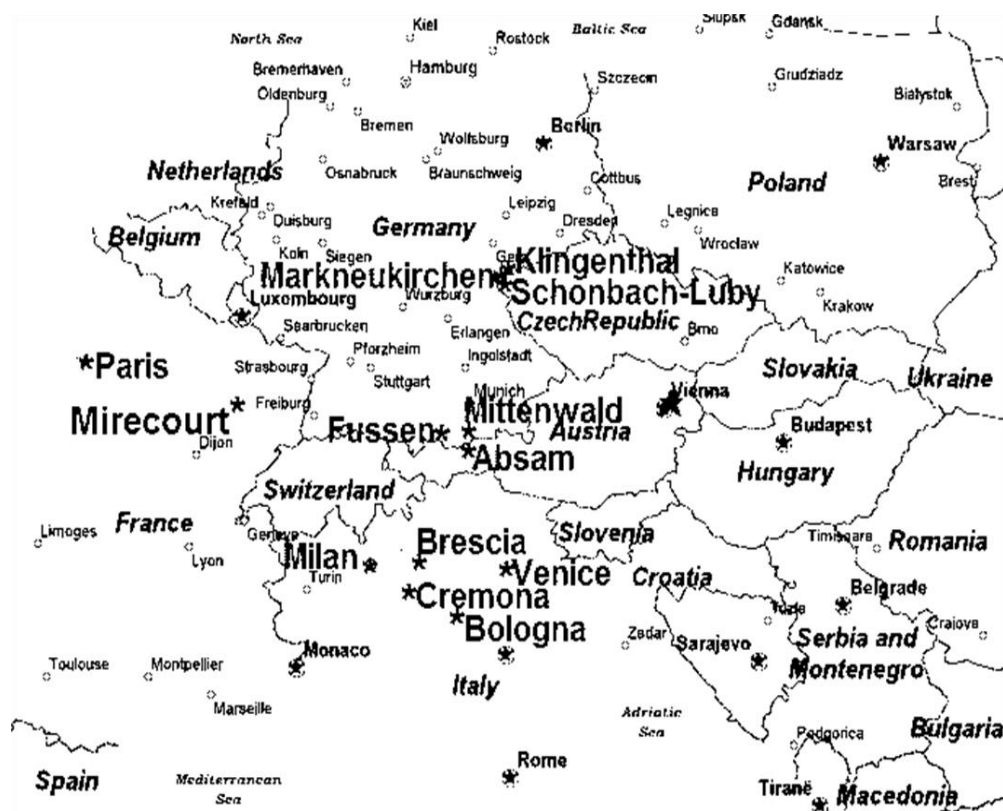 Kiel
Slupsk
Gdansk
North Sea
Rostock
Baltic Sea
Bremerhaven
Hamburg
Szczecin
Grudziadz
Oldenburg
Bialystok
Bremen
Wolfsburg
Berlin
Warsaw
Netherlands
Osnabruck
Braunschweig
Cottbus
Poland
Brest
Krefeld
Duisburg
Leipzig
Legnica
Belgium
Germany
Dresden
Wroclaw
Koln
Siegen
Klingenthal
Markneukirchen
Katowice
Luxembourg
Wurzburg
Schonbach-Luby
Krakow
Saarbrucken
Erlangen
CzechRepublic
Brno
Paris
Strasbourg
Pforzheim
Ingolstadt
Slovakia
Ukraine
Stuttgart
Munich
Vienna
Mirecourt
Freiburg
Mittenwald
Fussen
Austria
Budapest
Dijon
Absam
Hungary
Switzerland
France
Limoges
Geneve
Slovenia
Timisoara
Romania
Lyon
Milan
Brescia
Turin
Venice
Croatia
Cremona
Belgrade
Tuzla
Bologna
Zadar
Sarajevo
Serbia and
Montenegro
Craiova
Toulouse
Montpellier
Monaco
Italy
Marseille
Adriatic
Sea
Podgorica
Bulgaria
Spain
Mediterranean
Sea
Rome
Tiranë
Macedonia